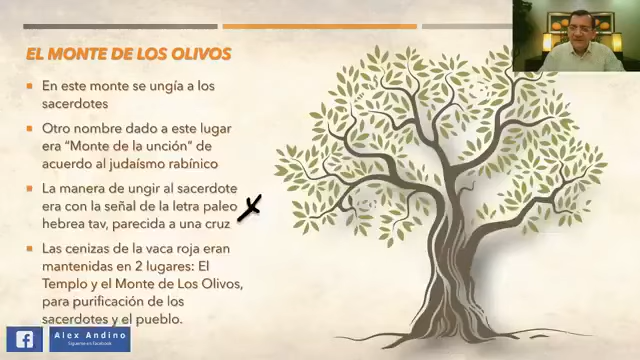 EL MONTE DE LOS OLIVOS
En este monte se ungía a los
sacerdotes
Otro nombre dado a este lugar
era “Monte de la unción” de
acuerdo al judaísmo rabínico
La manera de ungir al sacerdote
era con la señal de la letra paleo
hebrea tav, parecida a una cruz
Las cenizas de la vaca roja eran
mantenidas en 2 lugares: El
Templo y el Monte de Los Olivos,
para purificación de los
sacerdotes y el pueblo.
Alex Andino
Sígueme en Facebook